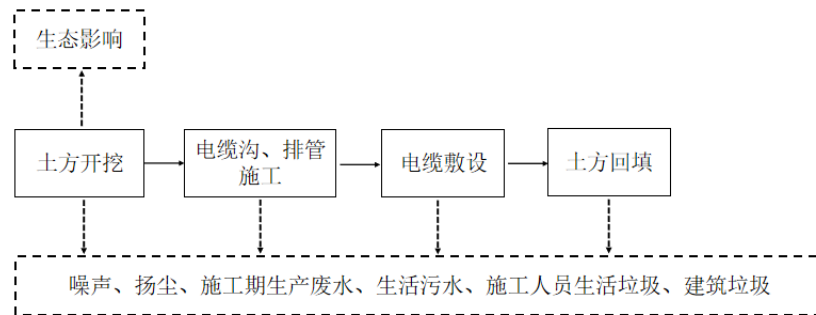 生态影响
土方开挖
电缆沟、排管
施工
电缆敷设
土方回填
噪声、扬尘、施工期生产废水、生活污水、施工人员生活垃圾、建筑垃圾